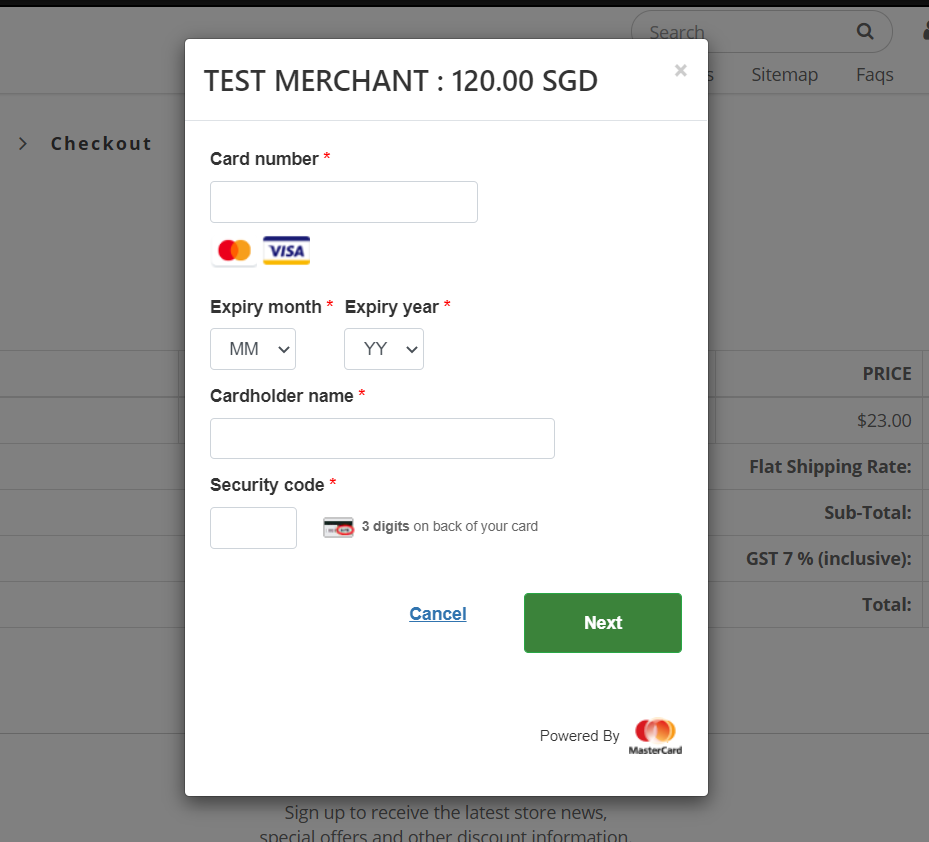 Search
s
Sitemap
Faqs
Checkout
TEST MERCHANT : 120.00 SGD
×
Card number *
VISA
Expiry month * Expiry year *
MM
YY
Cardholder name *
Security code *
3 digits on back of your card
Cancel
Next
Powered By
MasterCard
PRICE
$23.00
Flat Shipping Rate:
Sub-Total:
GST 7 % (inclusive):
Total:
Sign up to receive the latest store news,
special offers and other discount information.